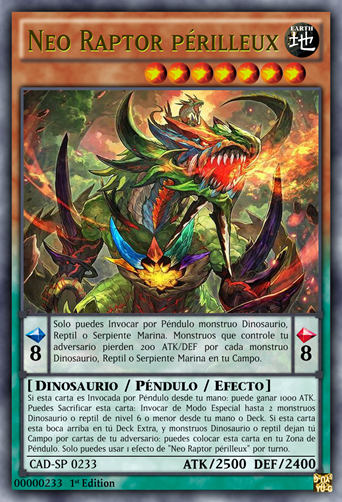 Neo Raptor périlleux
EARTH
地
Solo puedes Invocar por Péndulo monstruo Dinosaurio,
Reptil o Serpiente Marina. Monstruos que controle tu
adversario pierden 200 ATK/DEF por cada monstruo
Dinosaurio, Reptil o Serpiente Marina en tu Campo.
8
8
[ Dinosaurio / Péndulo / Efecto ]
Si esta carta es Invocada por Péndulo desde tu mano: puede ganar 1000 ATK.
Puedes Sacrificar esta carta: Invocar de Modo Especial hasta 2 monstruos
Dinosaurio o reptil de nivel 6 o menor desde tu mano o Deck. Si esta carta
esta boca arriba en tú Deck Extra, y monstruos Dinosaurio o reptil dejan tú
Campo por cartas de tu adversario: puedes colocar esta carta en tu Zona de
Péndulo. Solo puedes usar 1 efecto de "Neo Raptor périlleux" por turno.
CAD-SP 0233
ATK/2500 DEF/2400
00000233 1st Edition